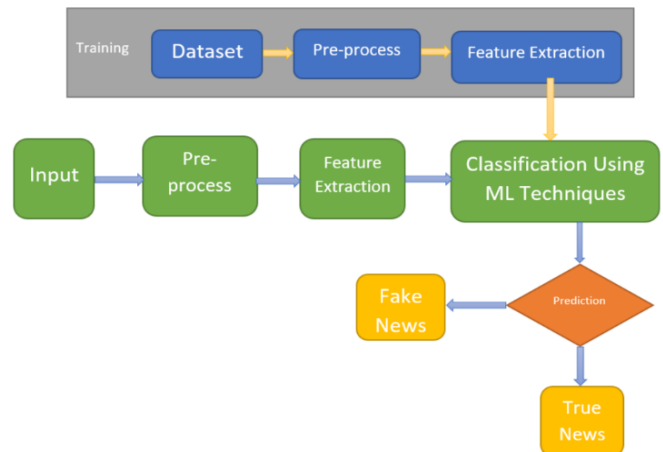 Training
Dataset
Pre-process
Feature Extraction
Input
Pre-
process
Feature
Extraction
Classification Using
ML Techniques
Prediction
Fake
News
True
News